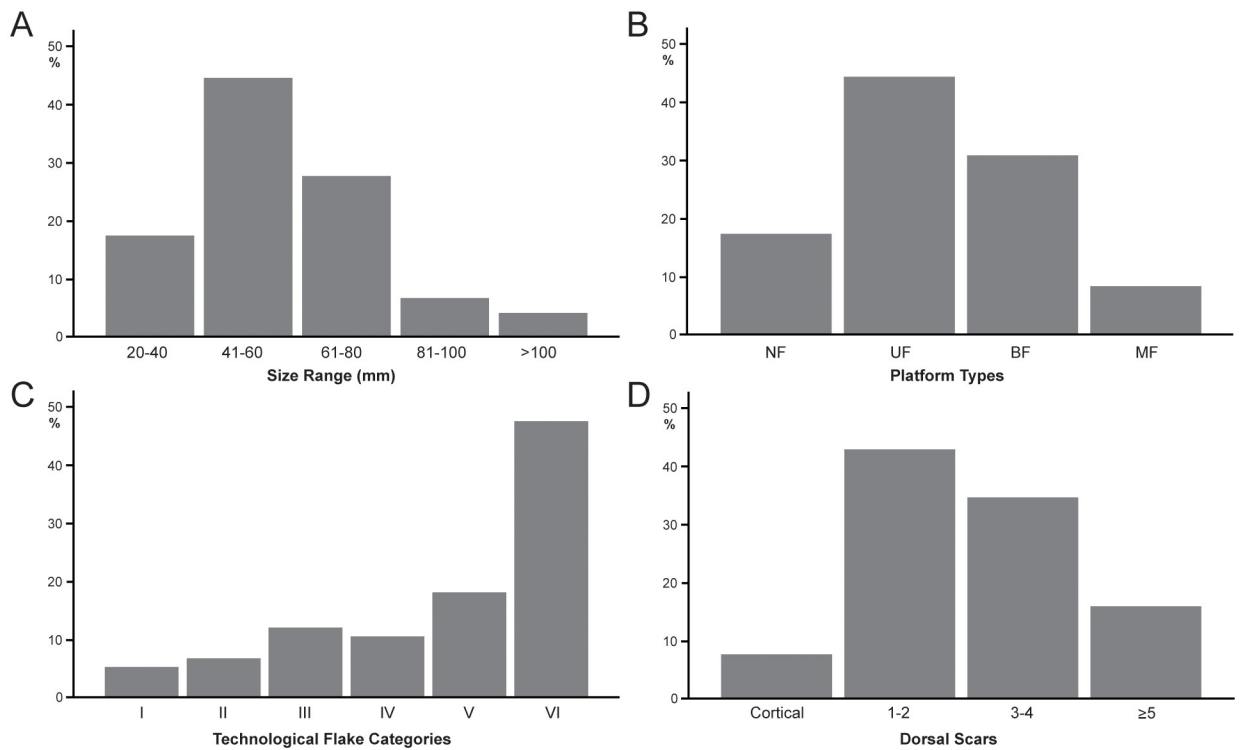 A
50
%
40
30
20
10
0
20-40 41-60 61-80 81-100 >100
Size Range (mm)
B
50
%
40
30
20
10
0
NF UF BF MF
Platform Types
C
50
%
40
30
20
10
0
I II III IV V VI
Technological Flake Categories
D
50
%
40
30
20
10
0
Cortical 1-2 3-4 ≥5
Dorsal Scars